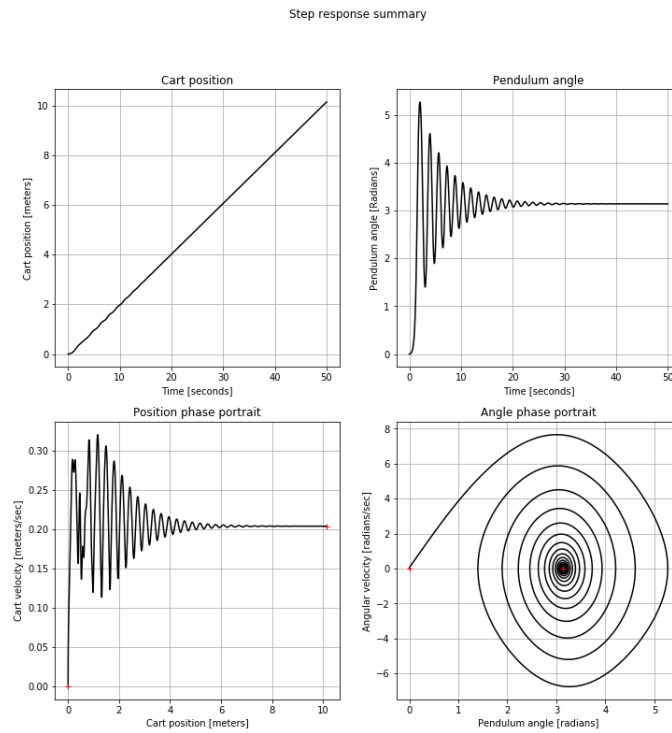 Step response summary
Cart position
Cart position [meters]
10
8
6
4
2
0
0 10 20 30 40 50
Time [seconds]
Pendulum angle
Pendulum angle [Radians]
5
4
3
2
1
0
0 10 20 30 40 50
Time [seconds]
Position phase portrait
Cart velocity [meters/sec]
0.30
0.25
0.20
0.15
0.10
0.05
0.00
0 2 4 6 8 10
Cart position [meters]
Angle phase portrait
Angular velocity [radians/sec]
8
6
4
2
0
−2
−4
−6
0 1 2 3 4 5
Pendulum angle [radians]